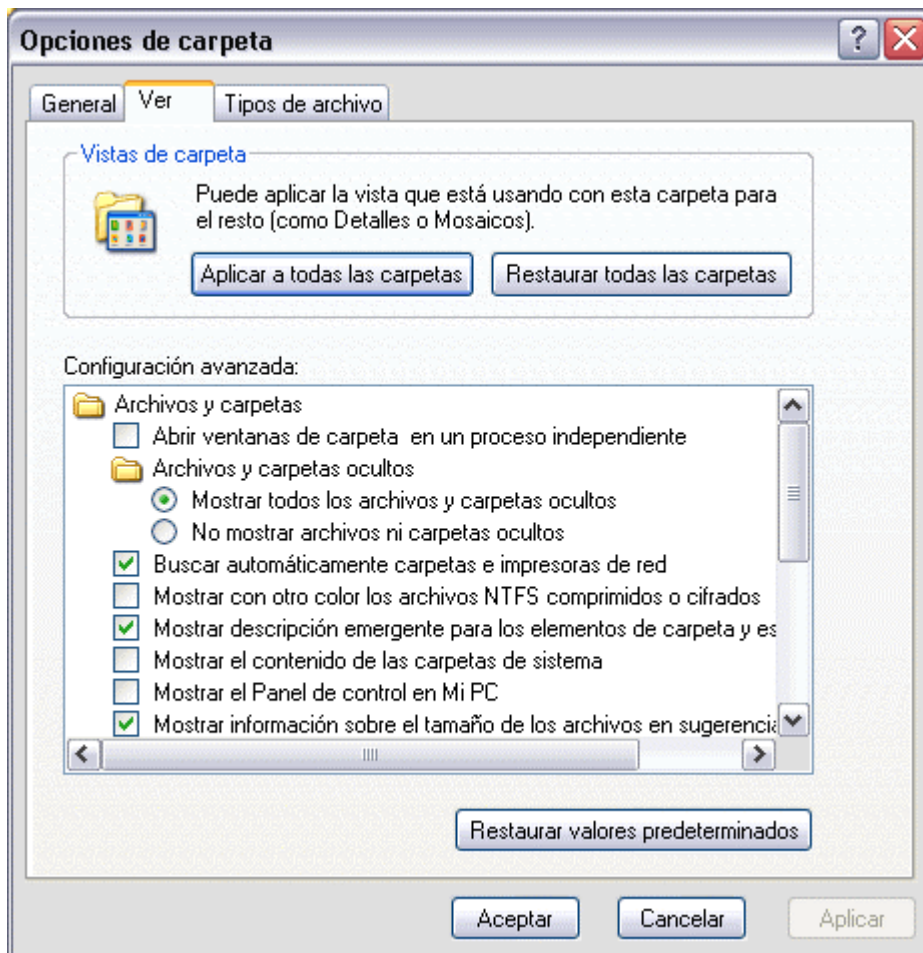 Opciones de carpeta
General
Ver
Tipos de archivo
Vistas de carpeta
Puede aplicar la vista que está usando con esta carpeta para
el resto (como Detalles o Mosaicos).
Aplicar a todas las carpetas
Restaurar todas las carpetas
Configuración avanzada:
Archivos y carpetas
Abrir ventanas de carpeta en un proceso independiente
Archivos y carpetas ocultos
Mostrar todos los archivos y carpetas ocultos
No mostrar archivos ni carpetas ocultos
Buscar automáticamente carpetas e impresoras de red
Mostrar con otro color los archivos NTFS comprimidos o cifrados
Mostrar descripción emergente para los elementos de carpeta y es
Mostrar el contenido de las carpetas de sistema
Mostrar el Panel de control en Mi PC
Mostrar información sobre el tamaño de los archivos en sugerencia
Restaurar valores predeterminados
Aceptar
Cancelar
Aplicar